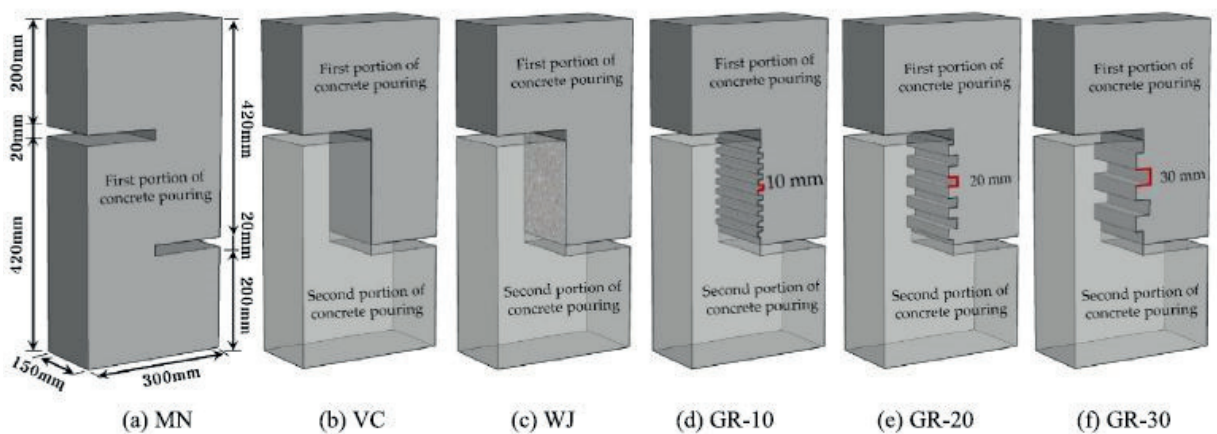 200mm
20mm
420mm
First portion of
concrete pouring
420mm
20mm
200mm
150mm
300mm
(a) MN
First portion of
concrete pouring
Second portion of
concrete pouring
(b) VC
First portion of
concrete pouring
Second portion of
concrete pouring
(c) WJ
First portion of
concrete pouring
10 mm
Second portion of
concrete pouring
(d) GR-10
First portion of
concrete pouring
20 mm
Second portion of
concrete pouring
(e) GR-20
First portion of
concrete pouring
30 mm
Second portion of
concrete pouring
(f) GR-30